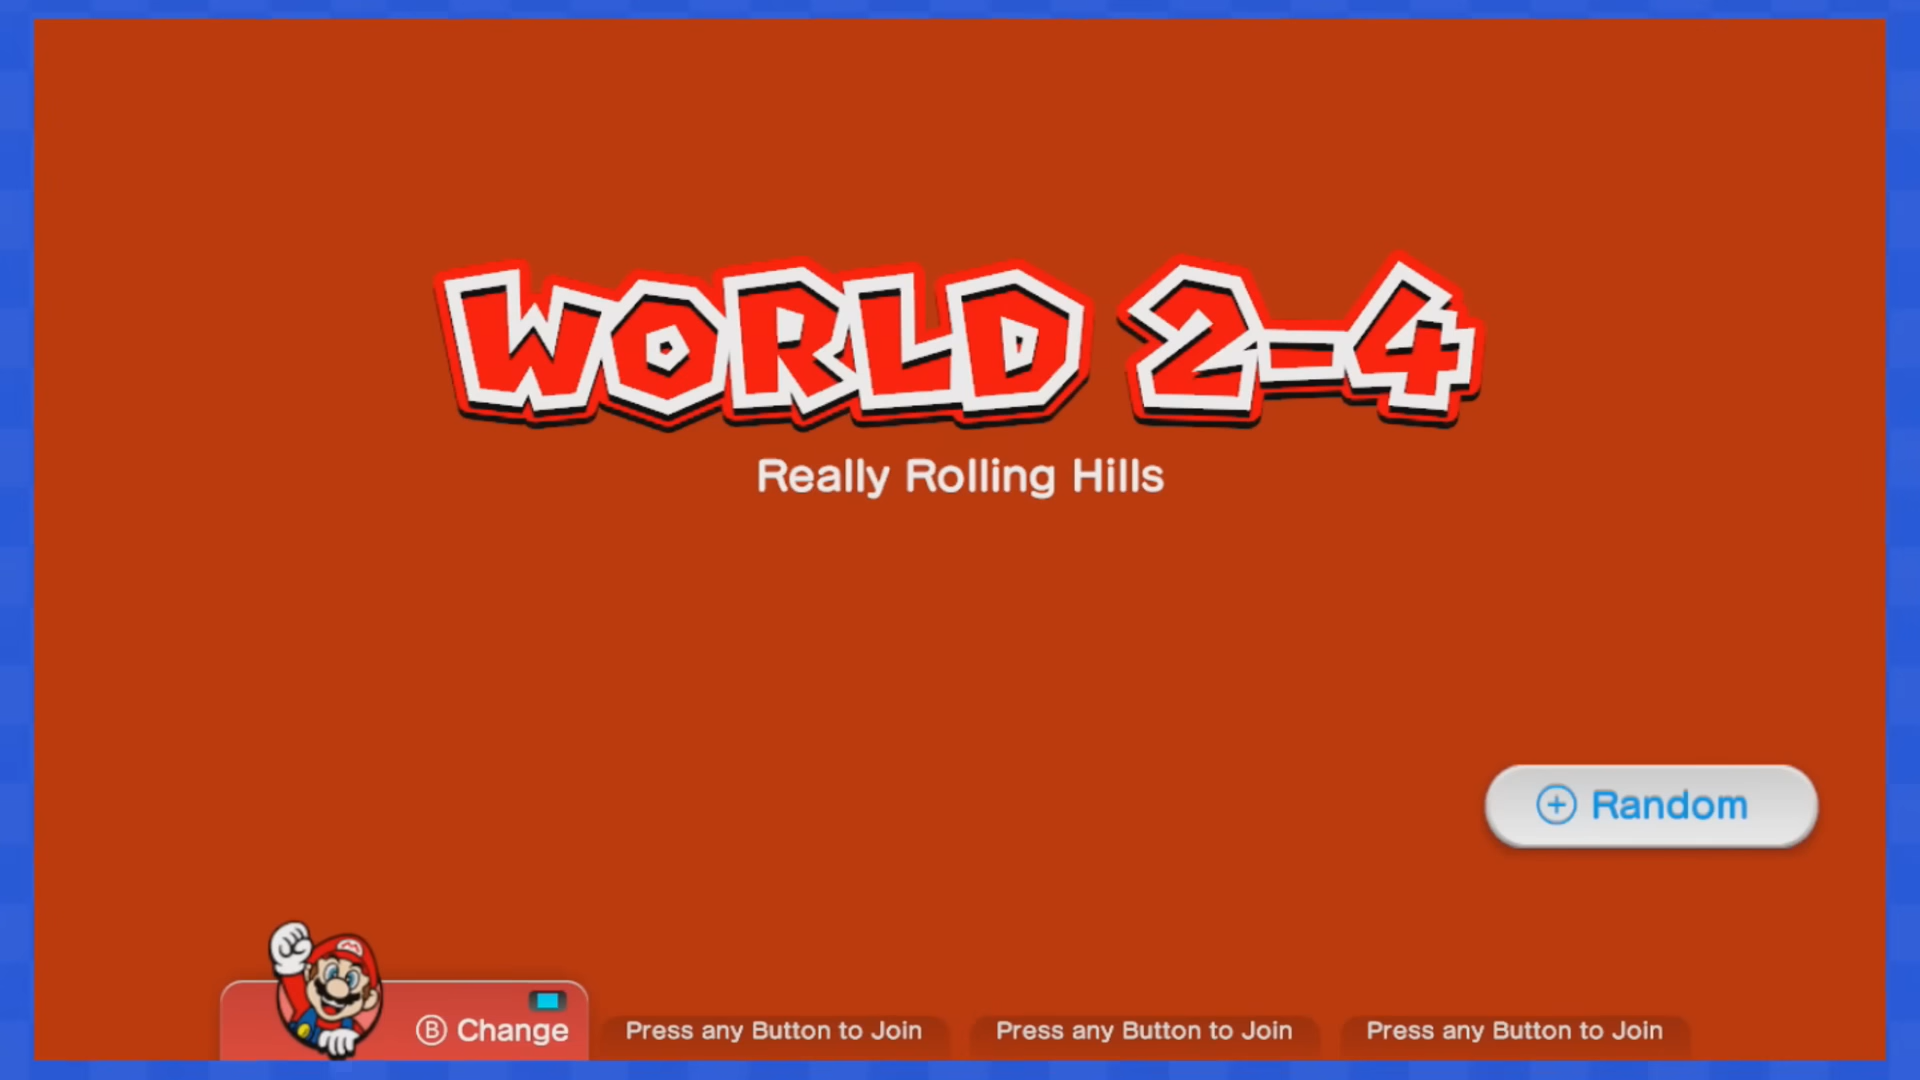 WORLD 2-4
Really Rolling Hills
+ Random
B Change
Press any Button to Join
Press any Button to Join
Press any Button to Join